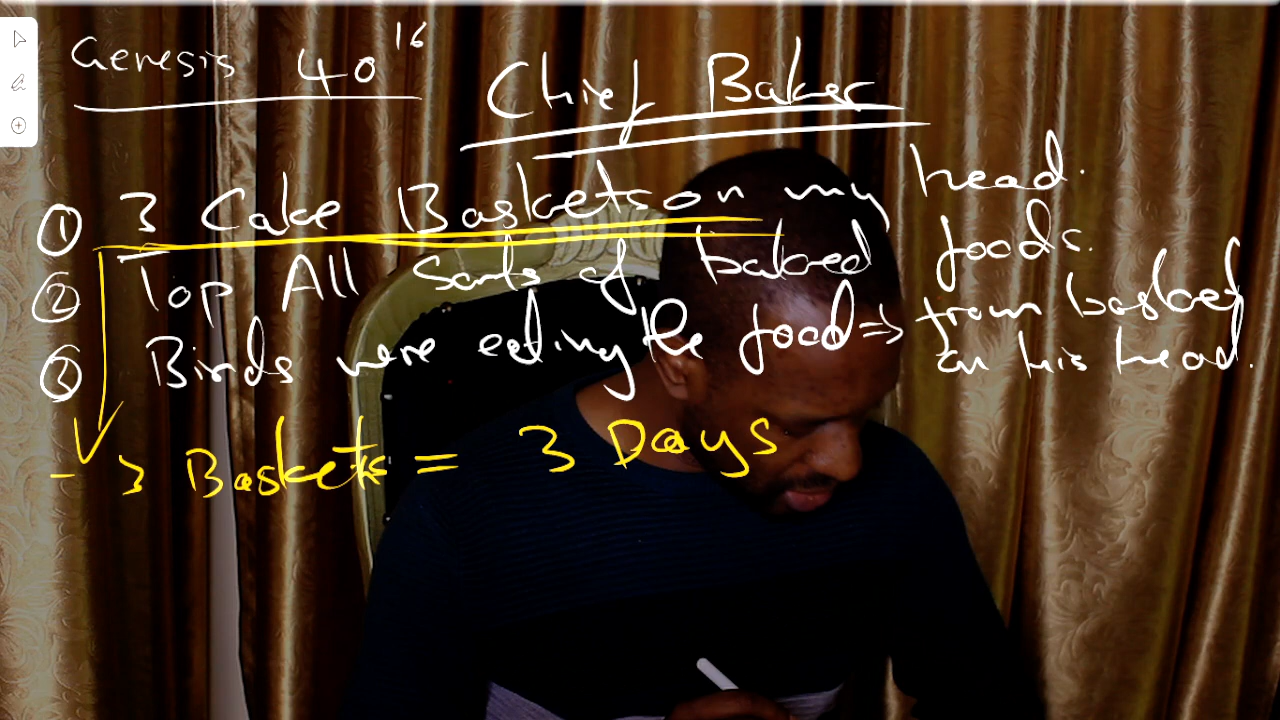 Genesis 40 16
Chief Baker
① 3 Cake Baskets on my head.
② Top All sorts of baked foods.
③ Birds were eating the food ⇒ from basket
on his head.
- 3 Baskets = 3 Days